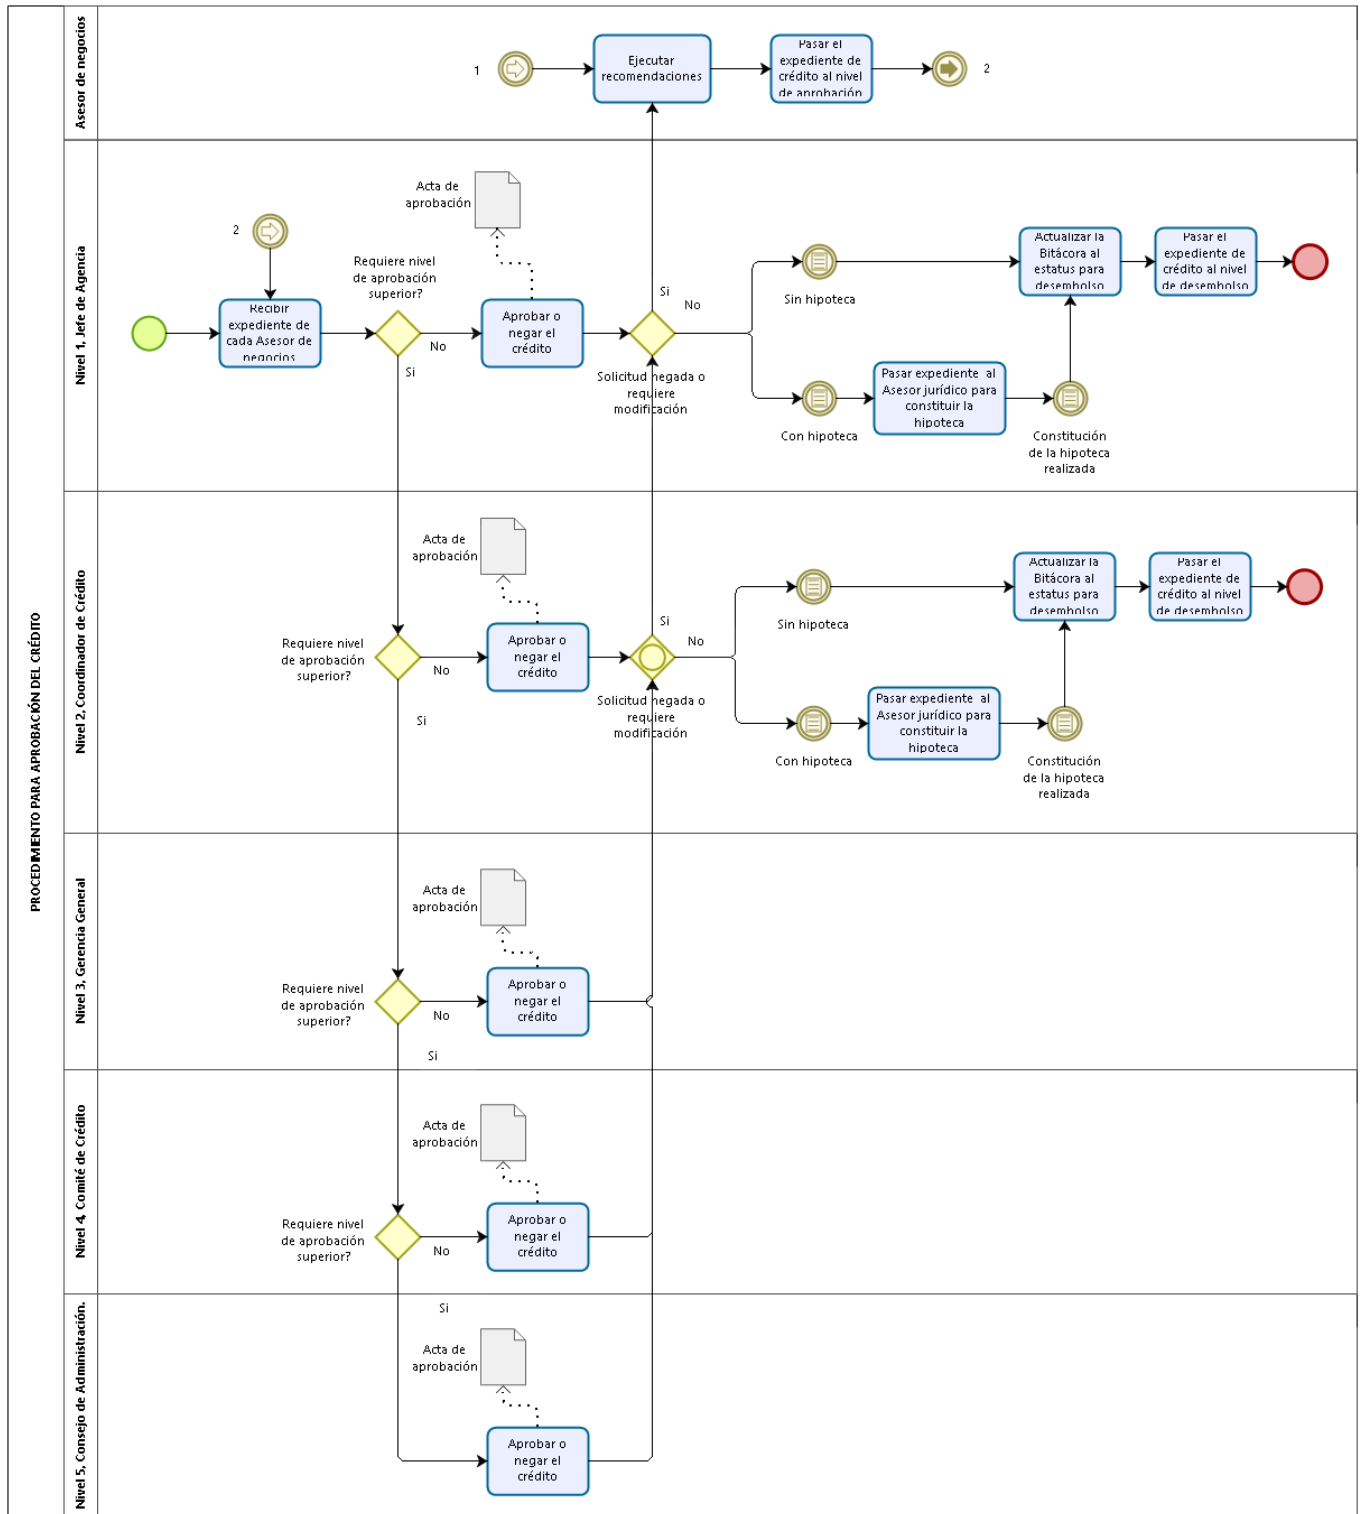 PROCEDIMIENTO PARA APROBACIÓN DEL CRÉDITO
Asesor de negocios
1
Ejecutar
recomendaciones
Pasar el
expediente de
crédito al nivel
de aprobación
2
Nivel 1, Jefe de Agencia
2
Recibir
expediente de
cada Asesor de
negocios
Requiere nivel
de aprobación
superior?
No
Si
Acta de
aprobación
Aprobar o
negar el
crédito
Si
No
Solicitud negada o
requiere
modificación
Sin hipoteca
Con hipoteca
Pasar expediente al
Asesor jurídico para
constituir la
hipoteca
Constitución
de la hipoteca
realizada
Actualizar la
Bitácora al
estatus para
desembolso
Pasar el
expediente de
crédito al nivel
de desembolso
Nivel 2, Coordinador de Crédito
Requiere nivel
de aprobación
superior?
No
Si
Acta de
aprobación
Aprobar o
negar el
crédito
Si
No
Solicitud negada o
requiere
modificación
Sin hipoteca
Con hipoteca
Pasar expediente al
Asesor jurídico para
constituir la
hipoteca
Constitución
de la hipoteca
realizada
Actualizar la
Bitácora al
estatus para
desembolso
Pasar el
expediente de
crédito al nivel
de desembolso
Nivel 3, Gerencia General
Requiere nivel
de aprobación
superior?
No
Si
Acta de
aprobación
Aprobar o
negar el
crédito
Nivel 4, Comité de Crédito
Requiere nivel
de aprobación
superior?
No
Si
Acta de
aprobación
Aprobar o
negar el
crédito
Nivel 5, Consejo de Administración.
Acta de
aprobación
Aprobar o
negar el
crédito